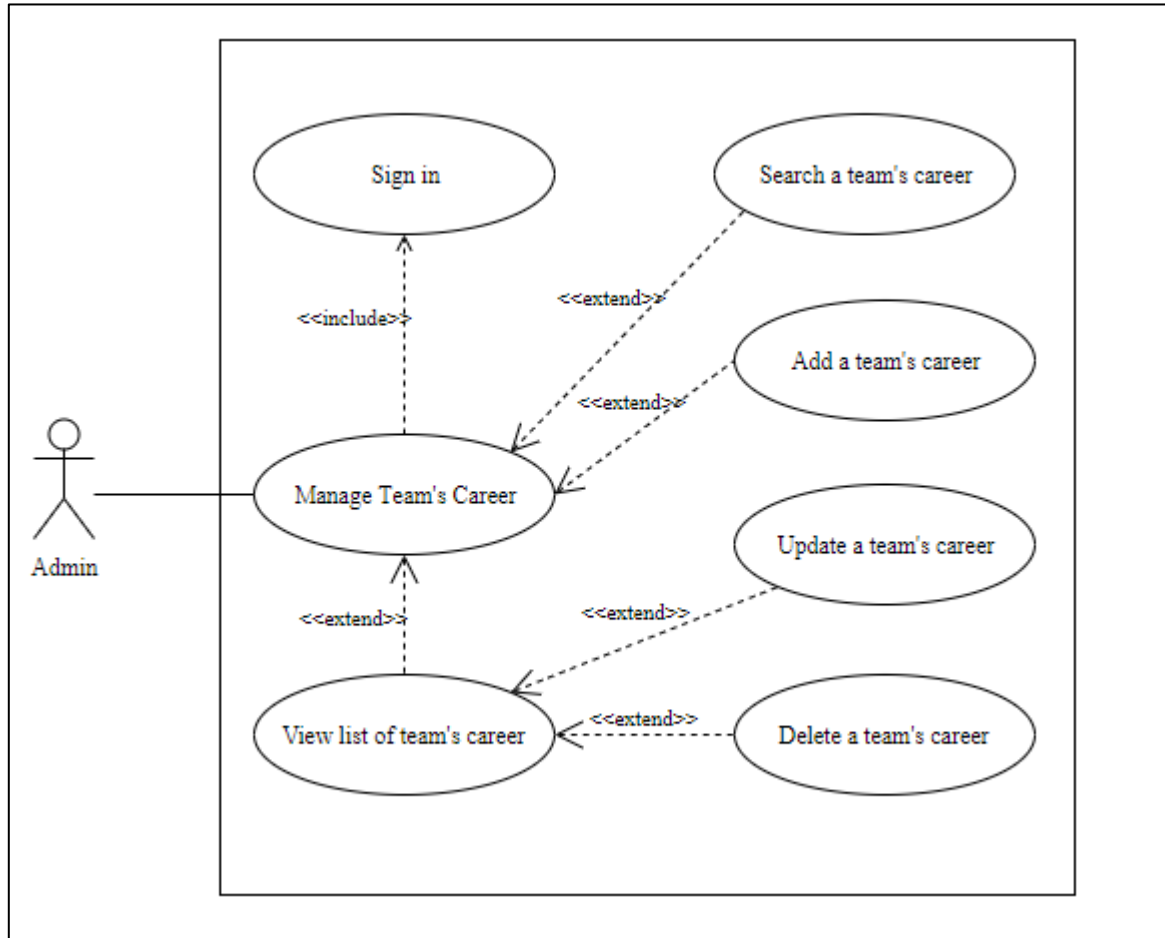 Sign in
Search a team's career
<<extend>>
<<include>>
Add a team's career
<<extend>>
Manage Team's Career
Admin
Update a team's career
<<extend>>
<<extend>>
View list of team's career
<<extend>>
Delete a team's career